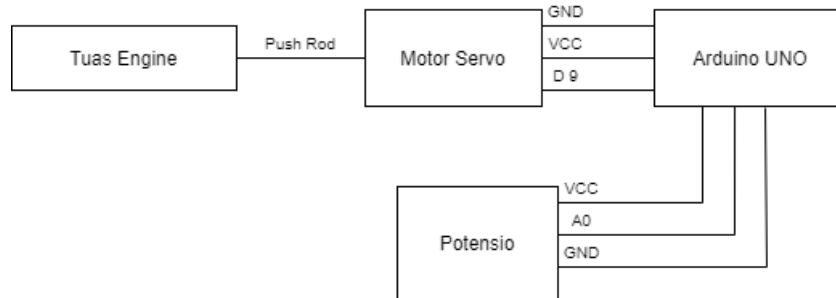 GND
Tuas Engine
Push Rod
Motor Servo
VCC
Arduino UNO
D 9
VCC
A0
Potensio
GND